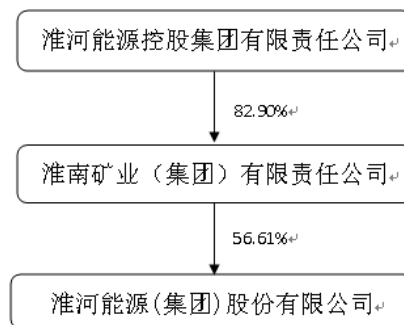 淮河能源控股集团有限责任公司
82.90%
淮南矿业（集团）有限责任公司
56.61%
淮河能源(集团)股份有限公司